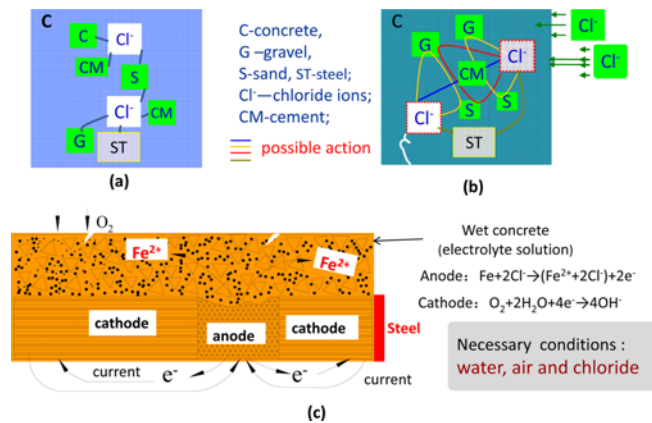 C
C
Cl⁻
CM
S
Cl⁻
CM
G
ST
(a)
C-concrete,
G –gravel,
S-sand, ST-steel;
Cl⁻—chloride ions;
CM-cement;
possible action
C
G
G
Cl⁻
CM
S
S
Cl⁻
ST
Cl⁻
Cl⁻
(b)
O₂
Fe²⁺
Fe²⁺
cathode
anode
cathode
Steel
current
e⁻
e⁻
current
(c)
Wet concrete
(electrolyte solution)
Anode: Fe+2Cl⁻→(Fe²⁺+2Cl⁻)+2e⁻
Cathode: O₂+2H₂O+4e⁻→4OH⁻
Necessary conditions :
water, air and chloride